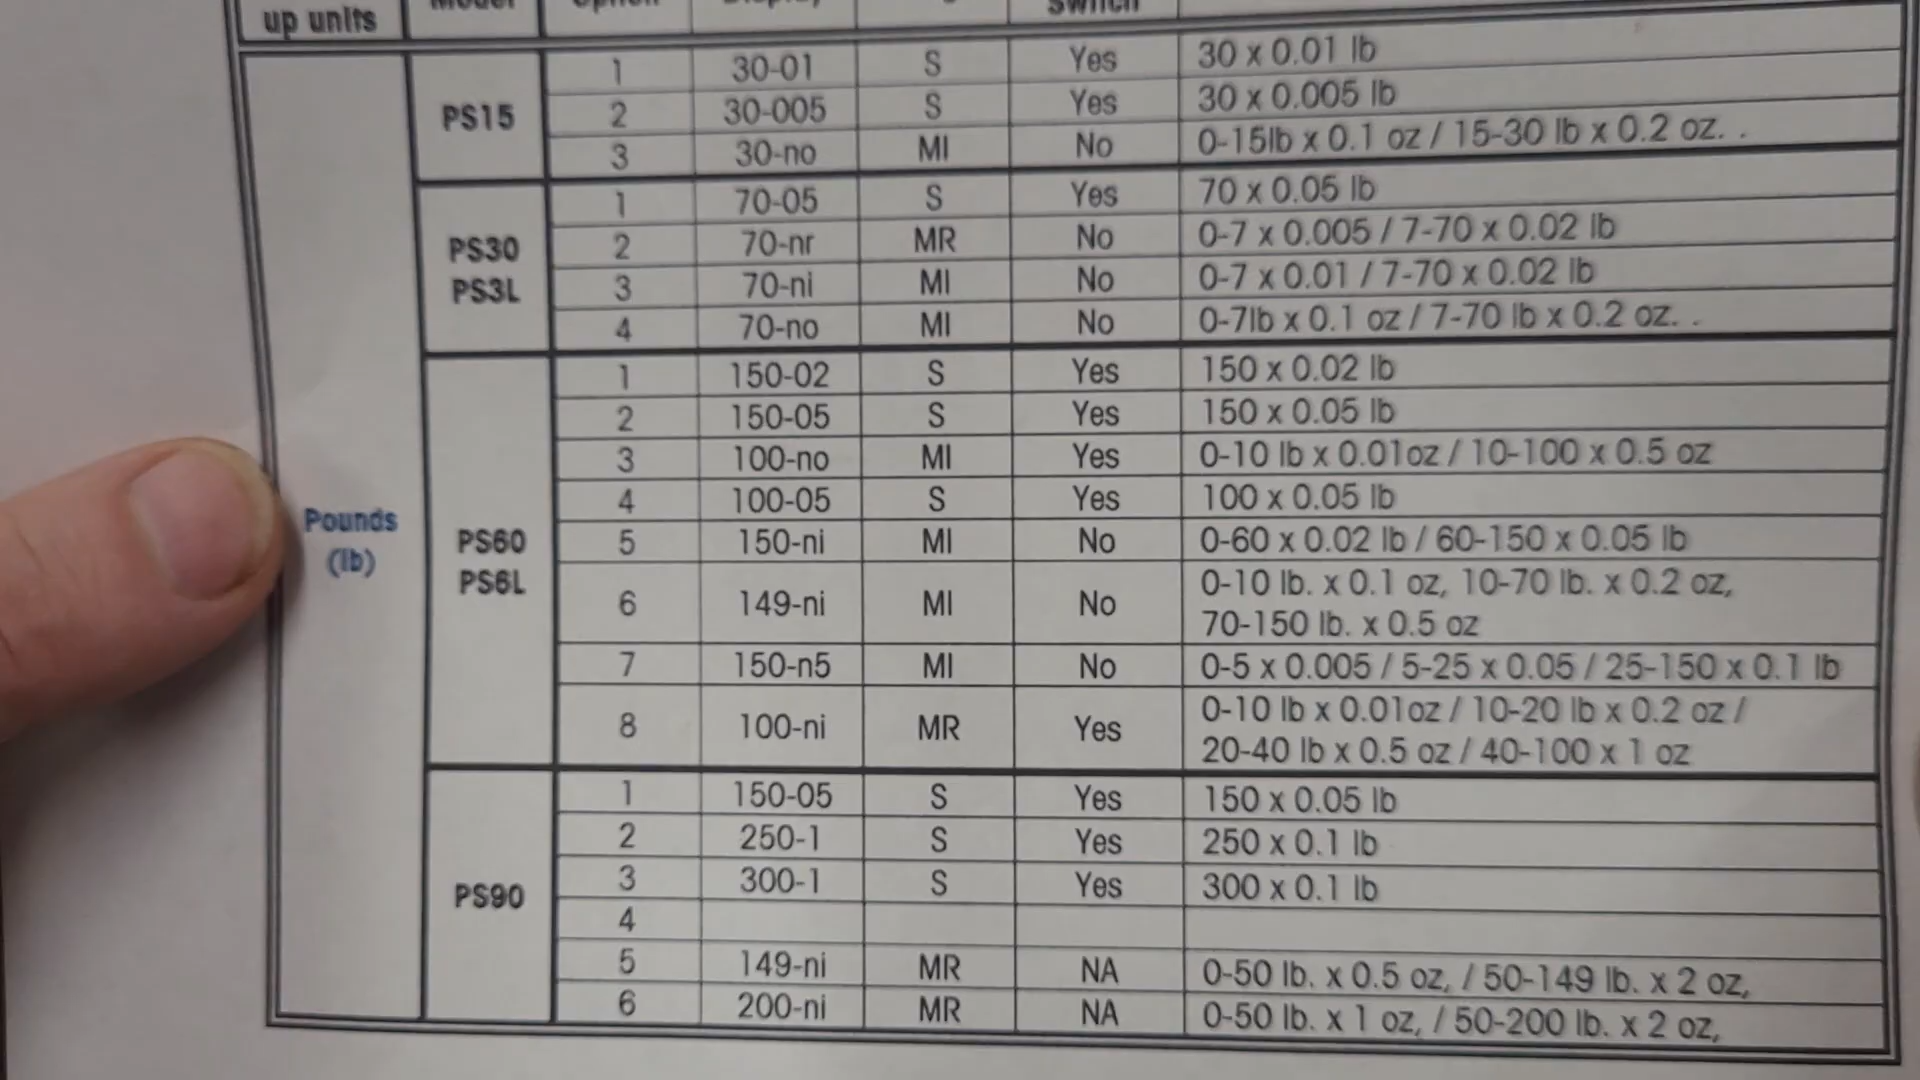 up units Model Option Display Switch
PS15
1 30-01 S Yes 30 x 0.01 lb
2 30-005 S Yes 30 x 0.005 lb
3 30-no MI No 0-15lb x 0.1 oz / 15-30 lb x 0.2 oz. .
PS30
PS3L
1 70-05 S Yes 70 x 0.05 lb
2 70-nr MR No 0-7 x 0.005 / 7-70 x 0.02 lb
3 70-ni MI No 0-7 x 0.01 / 7-70 x 0.02 lb
4 70-no MI No 0-7lb x 0.1 oz / 7-70 lb x 0.2 oz. .
Pounds
(lb)
PS60
PS6L
1 150-02 S Yes 150 x 0.02 lb
2 150-05 S Yes 150 x 0.05 lb
3 100-no MI Yes 0-10 lb x 0.01oz / 10-100 x 0.5 oz
4 100-05 S Yes 100 x 0.05 lb
5 150-ni MI No 0-60 x 0.02 lb / 60-150 x 0.05 lb
6 149-ni MI No 0-10 lb. x 0.1 oz, 10-70 lb. x 0.2 oz,
70-150 lb. x 0.5 oz
7 150-n5 MI No 0-5 x 0.005 / 5-25 x 0.05 / 25-150 x 0.1 lb
8 100-ni MR Yes 0-10 lb x 0.01oz / 10-20 lb x 0.2 oz /
20-40 lb x 0.5 oz / 40-100 x 1 oz
PS90
1 150-05 S Yes 150 x 0.05 lb
2 250-1 S Yes 250 x 0.1 lb
3 300-1 S Yes 300 x 0.1 lb
4
5 149-ni MR NA 0-50 lb. x 0.5 oz, / 50-149 lb. x 2 oz,
6 200-ni MR NA 0-50 lb. x 1 oz, / 50-200 lb. x 2 oz,